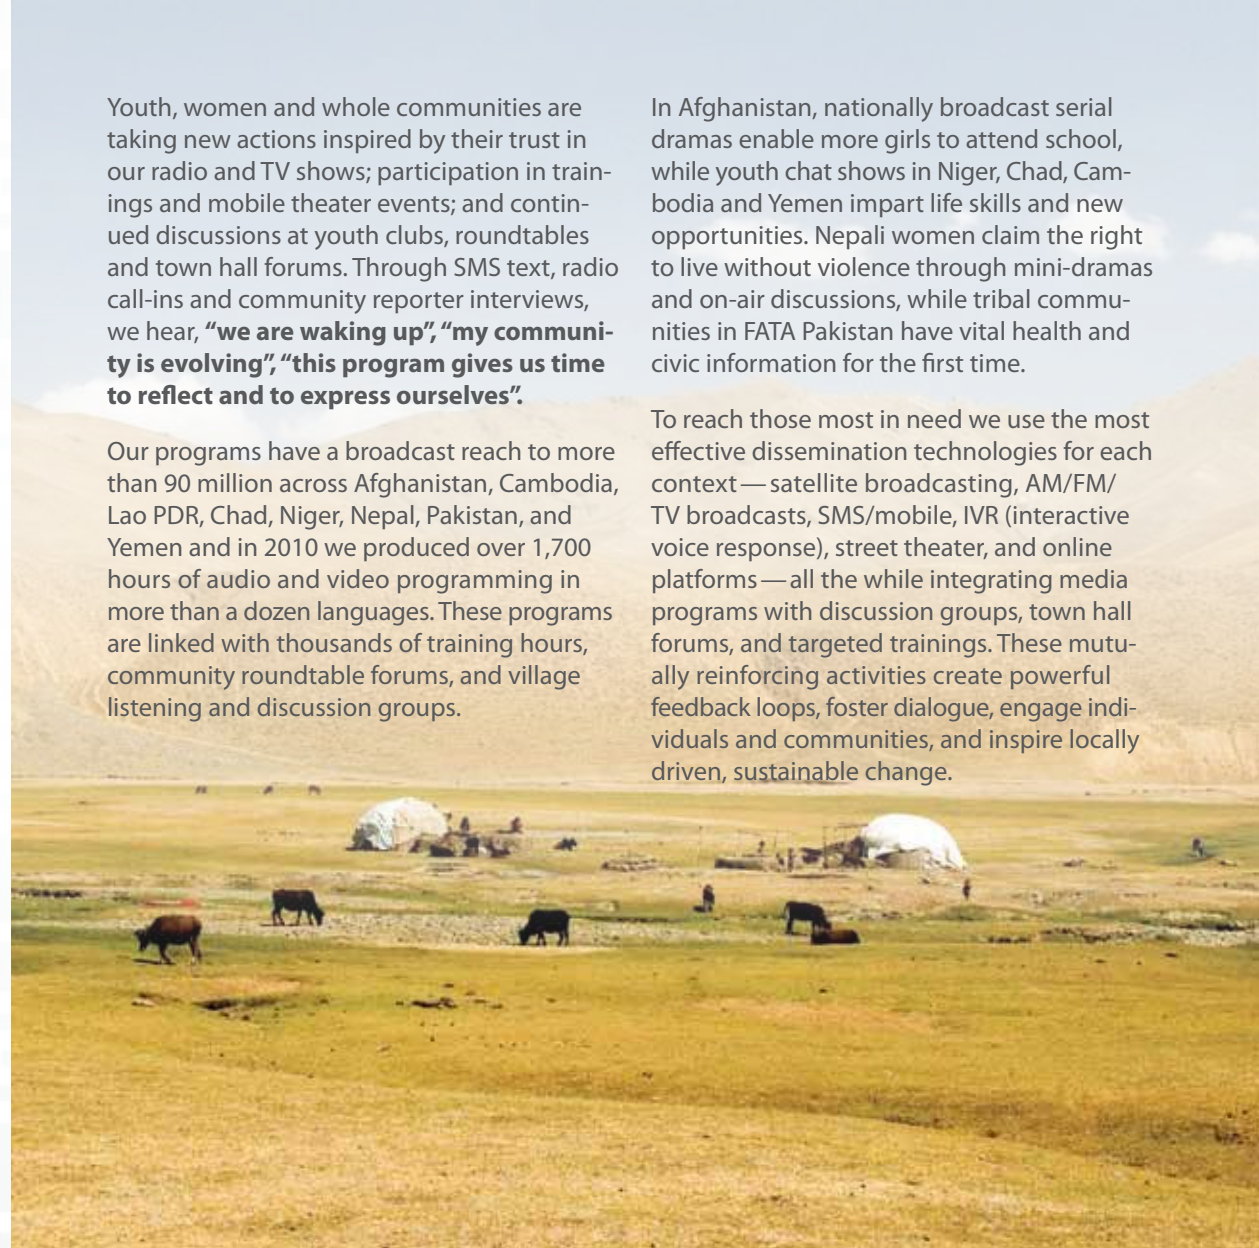 Youth, women and whole communities are
taking new actions inspired by their trust in
our radio and TV shows; participation in train-
ings and mobile theater events; and contin-
ued discussions at youth clubs, roundtables
and town hall forums. Through SMS text, radio
call-ins and community reporter interviews,
we hear, “we are waking up”, “my communi-
ty is evolving”, “this program gives us time
to reflect and to express ourselves”.
Our programs have a broadcast reach to more
than 90 million across Afghanistan, Cambodia,
Lao PDR, Chad, Niger, Nepal, Pakistan, and
Yemen and in 2010 we produced over 1,700
hours of audio and video programming in
more than a dozen languages. These programs
are linked with thousands of training hours,
community roundtable forums, and village
listening and discussion groups.
In Afghanistan, nationally broadcast serial
dramas enable more girls to attend school,
while youth chat shows in Niger, Chad, Cam-
bodia and Yemen impart life skills and new
opportunities. Nepali women claim the right
to live without violence through mini-dramas
and on-air discussions, while tribal commu-
nities in FATA Pakistan have vital health and
civic information for the first time.
To reach those most in need we use the most
effective dissemination technologies for each
context — satellite broadcasting, AM/FM/
TV broadcasts, SMS/mobile, IVR (interactive
voice response), street theater, and online
platforms — all the while integrating media
programs with discussion groups, town hall
forums, and targeted trainings. These mutu-
ally reinforcing activities create powerful
feedback loops, foster dialogue, engage indi-
viduals and communities, and inspire locally
driven, sustainable change.